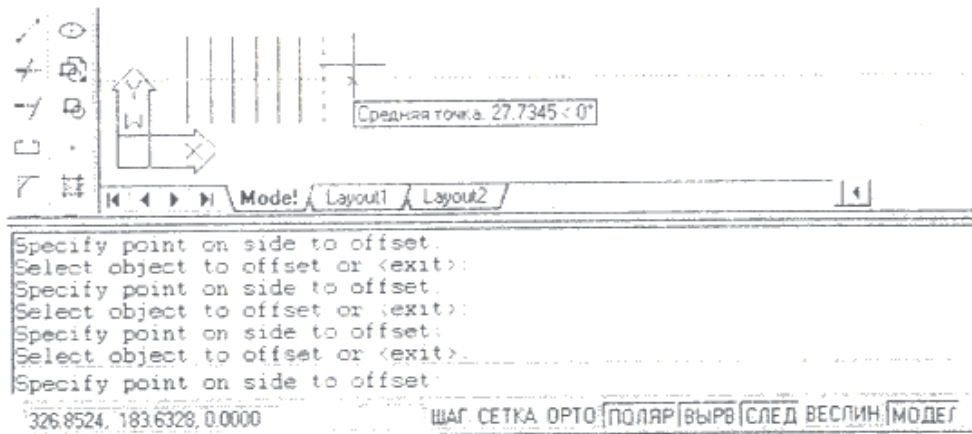 Y
W
X
Средняя точка: 27.7345 < 0°
Model Layout1 Layout2
Specify point on side to offset:
Select object to offset or <exit>:
Specify point on side to offset:
Select object to offset or <exit>:
Specify point on side to offset:
Select object to offset or <exit>:
Specify point on side to offset:
326.8524, 183.6328, 0.0000 ШАГ СЕТКА ОРТО ПОЛЯР ВЫРВ СЛЕД ВЕСЛИН МОДЕЛ